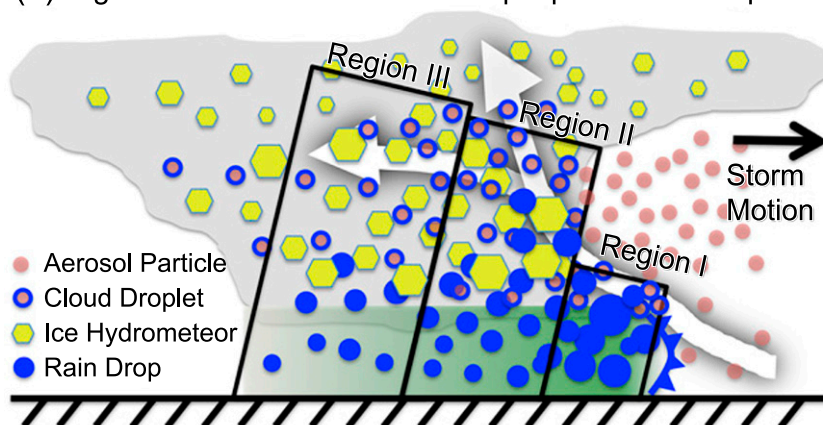 Region III
Region II
Storm
Motion
Region I
Aerosol Particle
Cloud Droplet
Ice Hydrometeor
Rain Drop